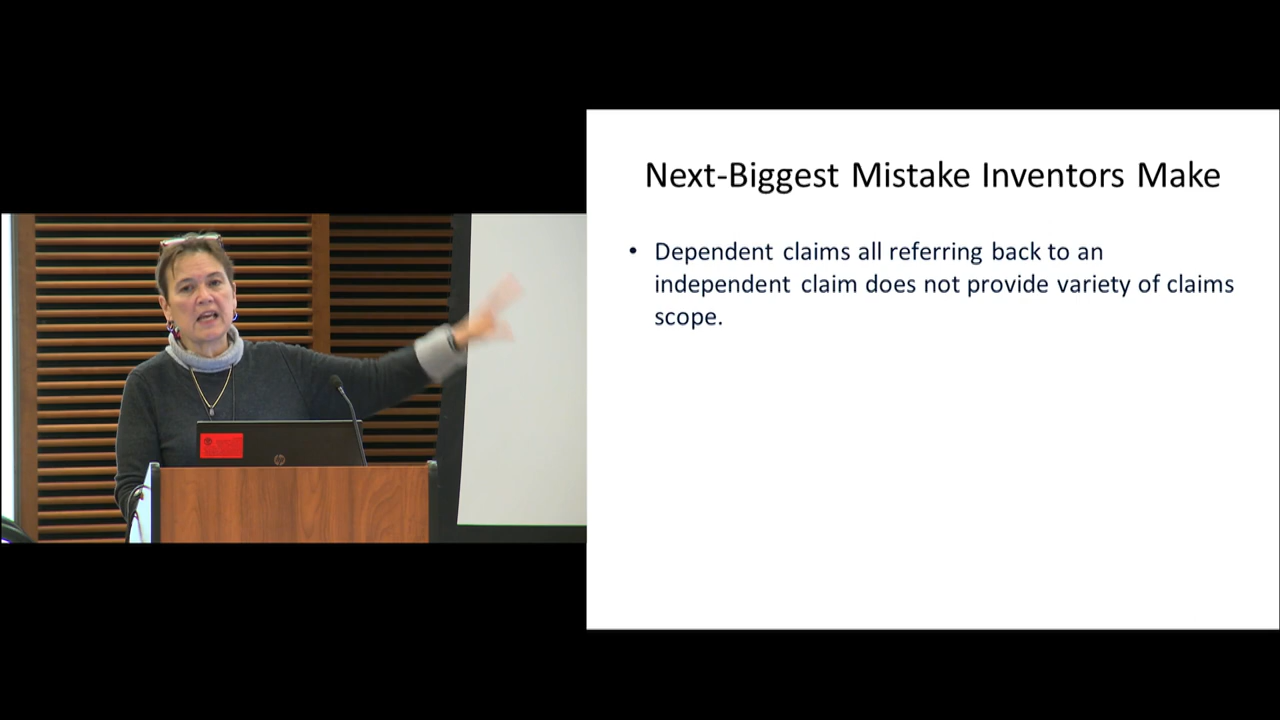 Next-Biggest Mistake Inventors Make
• Dependent claims all referring back to an
independent claim does not provide variety of claims
scope.